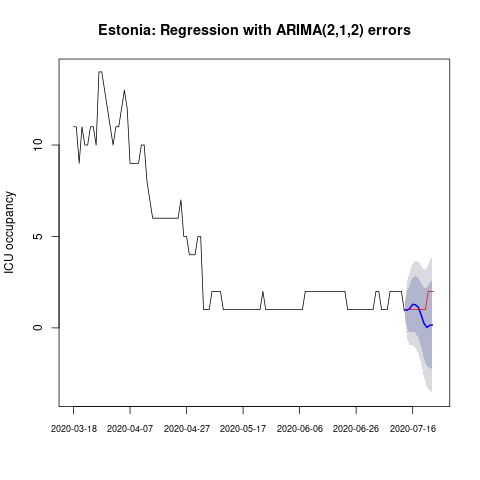 Estonia: Regression with ARIMA(2,1,2) errors
ICU occupancy
10
5
0
2020-03-18 2020-04-07 2020-04-27 2020-05-17 2020-06-06 2020-06-26 2020-07-16